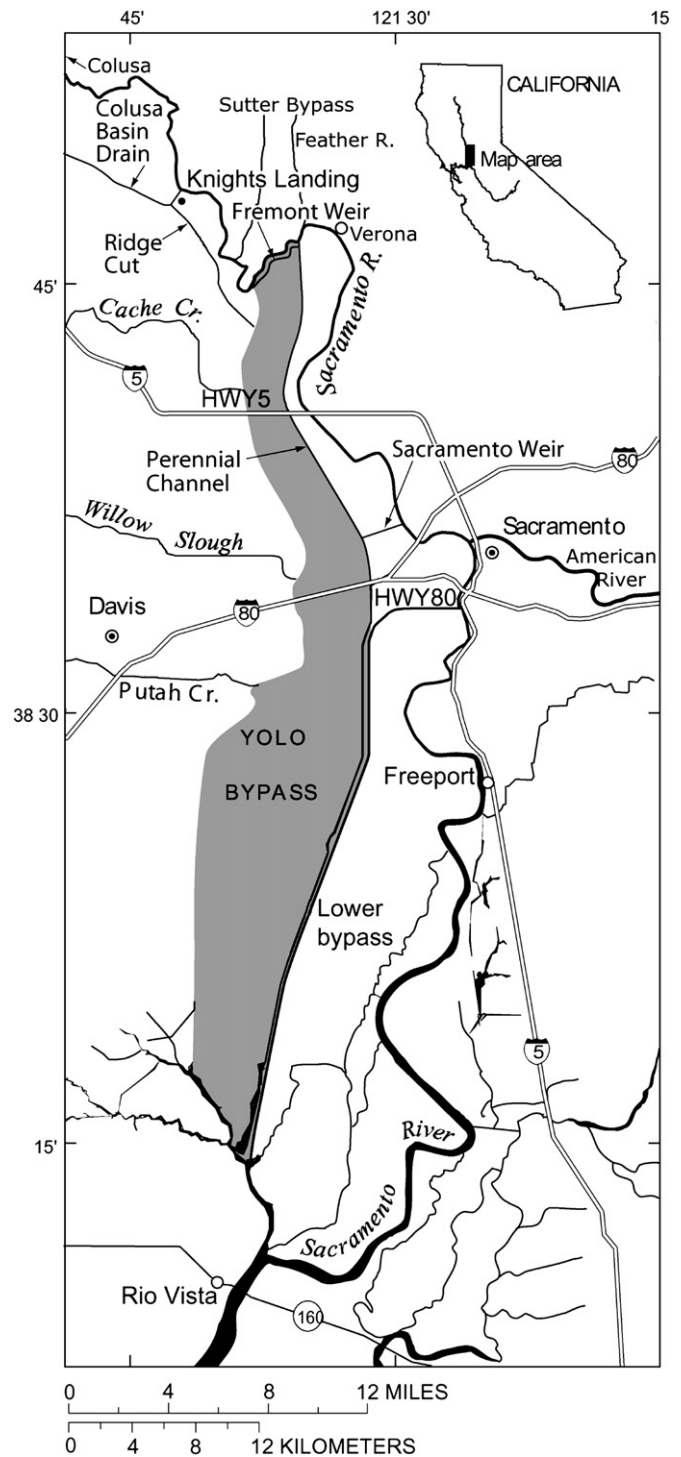 45'
121 30'
15
Colusa
Colusa
Basin
Drain
Sutter Bypass
Feather R.
CALIFORNIA
Map area
Knights Landing
Fremont Weir
Verona
Ridge
Cut
45'
Cache Cr.
Sacramento R.
5
HWY5
Perennial
Channel
Sacramento Weir
80
Willow
Slough
Sacramento
American
River
Davis
80
HWY80
Putah Cr.
38 30
YOLO
BYPASS
Freeport
Lower
bypass
5
15'
River
Sacramento
Rio Vista
160
0 4 8 12 MILES
0 4 8 12 KILOMETERS